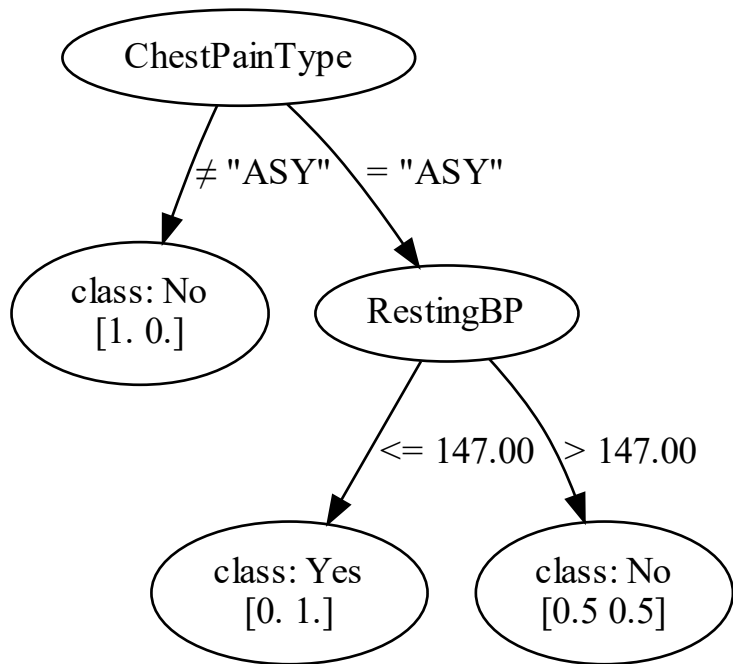 ChestPainType
≠ "ASY"
= "ASY"
class: No
[1. 0.]
RestingBP
<= 147.00
> 147.00
class: Yes
[0. 1.]
class: No
[0.5 0.5]